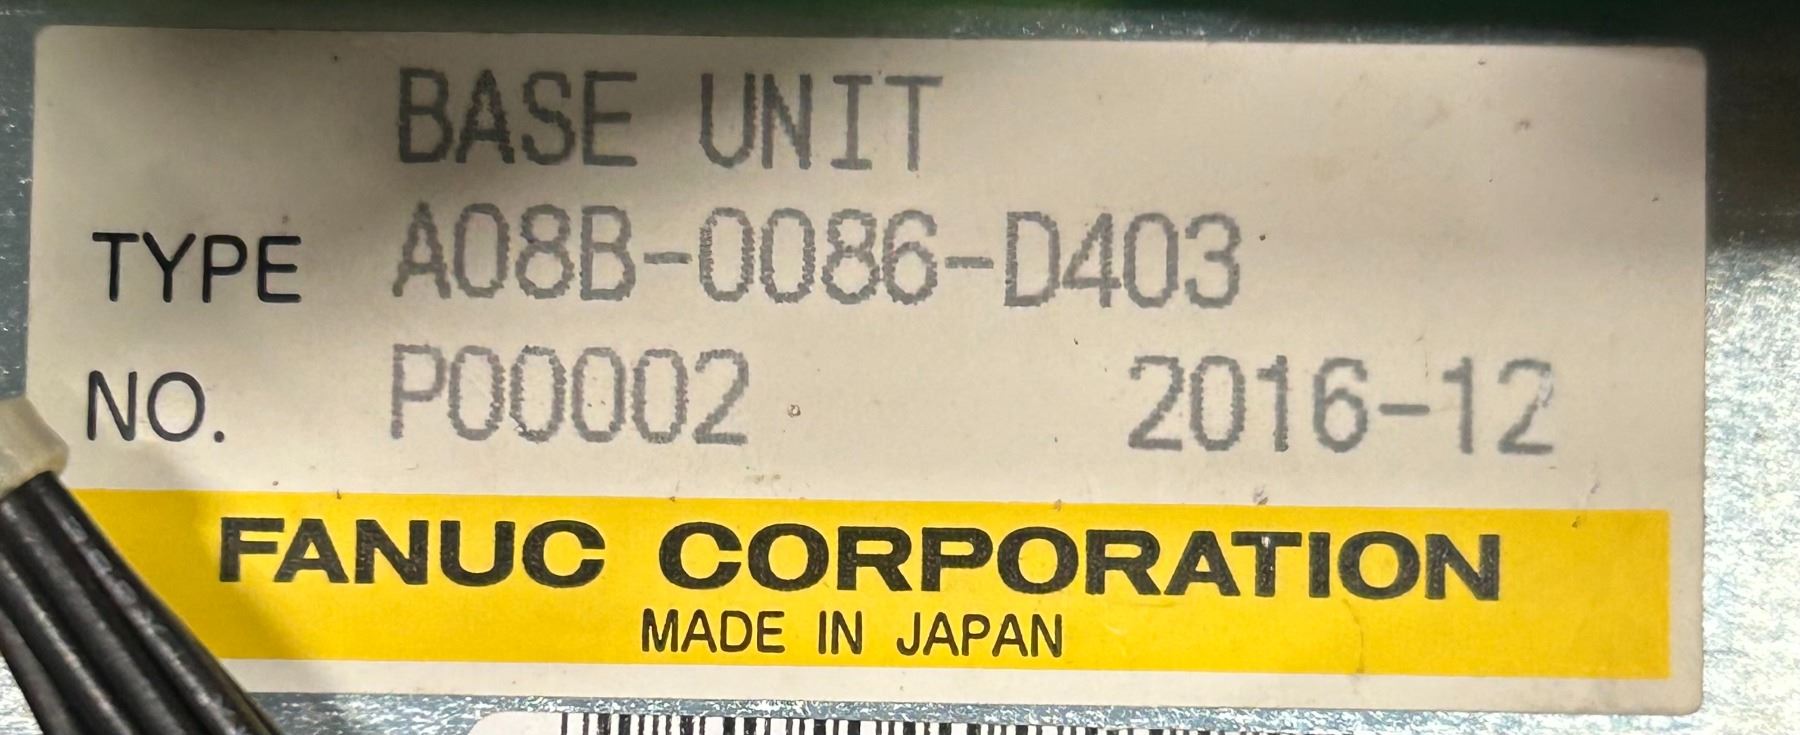 BASE UNIT
TYPE A08B-0086-D403
NO. P00002 2016-12
FANUC CORPORATION
MADE IN JAPAN